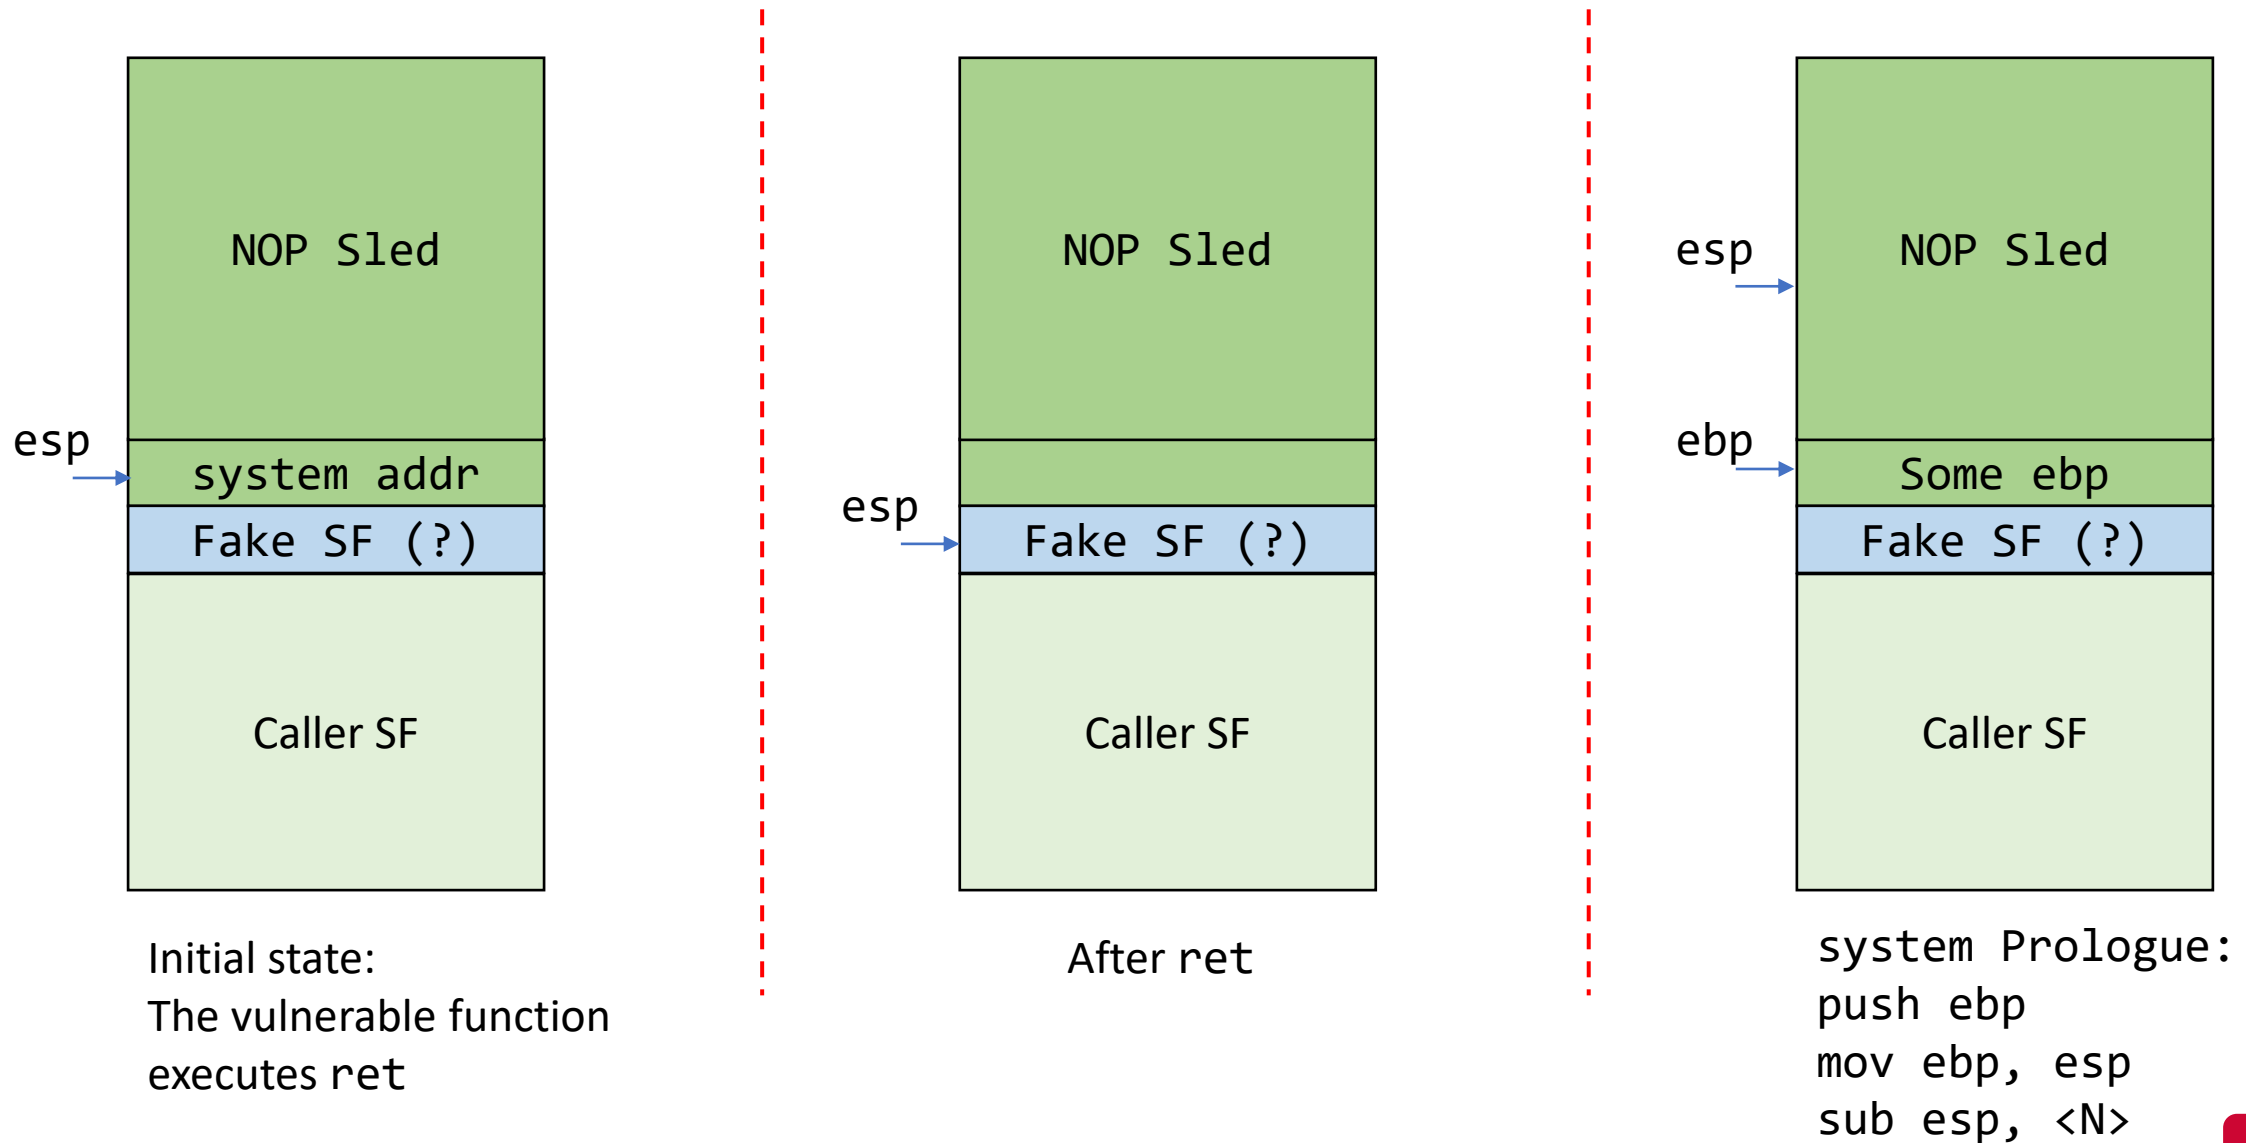 NOP Sled
esp
system addr
Fake SF (?)
Caller SF
Initial state:
The vulnerable function
executes ret
NOP Sled
esp
Fake SF (?)
Caller SF
After ret
esp
NOP Sled
ebp
Some ebp
Fake SF (?)
Caller SF
system Prologue:
push ebp
mov ebp, esp
sub esp, <N>